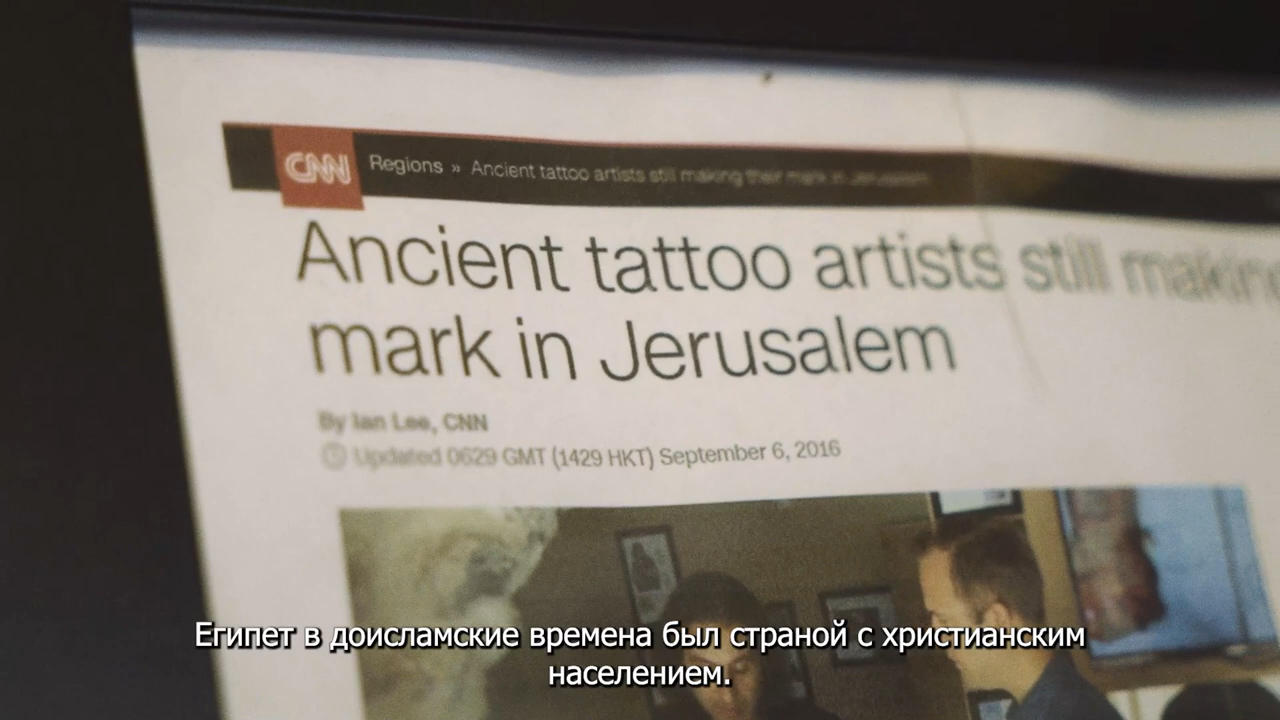 CNN Regions » Ancient tattoo artists still making their mark in Jerusalem
Ancient tattoo artists still making
mark in Jerusalem
By Ian Lee, CNN
Updated 0629 GMT (1429 HKT) September 6, 2016
Египет в доисламские времена был страной с христианским
населением.